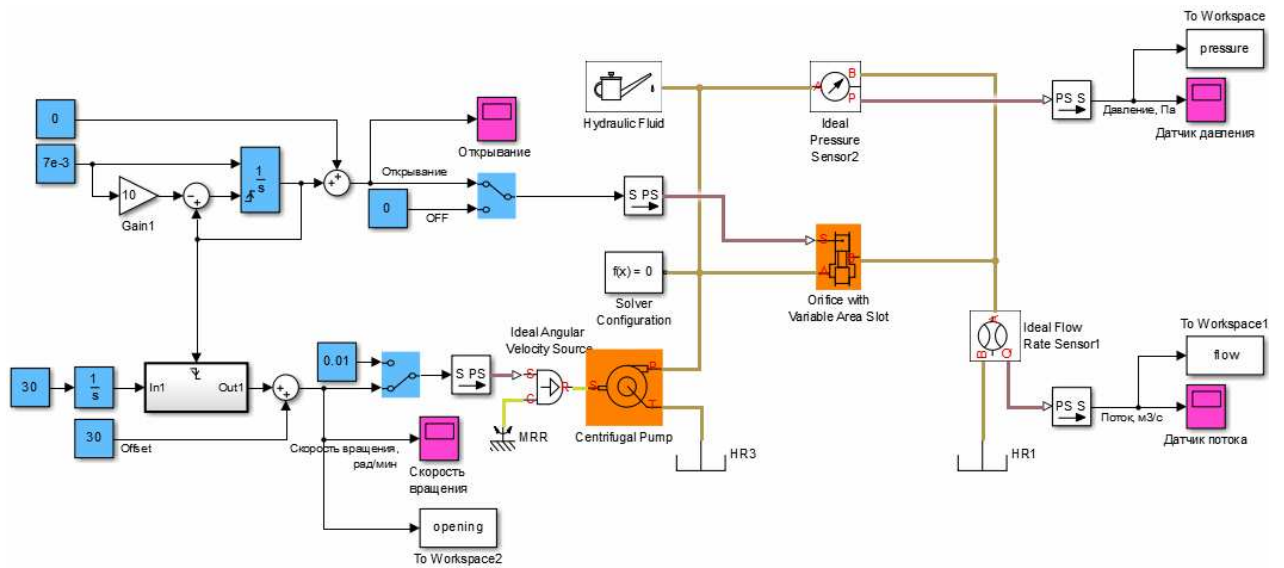 To Workspace
pressure
Hydraulic Fluid
A
B
P
Ideal
Pressure
Sensor2
PS S
Давление, Па
Датчик давления
0
7e-3
10
Gain1
1
s
Открывание
Открывание
0
OFF
S PS
f(x) = 0
Solver
Configuration
S
A
B
Orifice with
Variable Area Slot
Ideal Flow
Rate Sensor1
A
B
Q
To Workspace1
flow
PS S
Поток, м3/с
Датчик потока
Ideal Angular
Velocity Source
0.01
S PS
S
C
R
MRR
S
P
T
Centrifugal Pump
HR3
HR1
30
1
s
In1
Out1
30
Offset
Скорость вращения,
рад/мин
Скорость
вращения
opening
To Workspace2